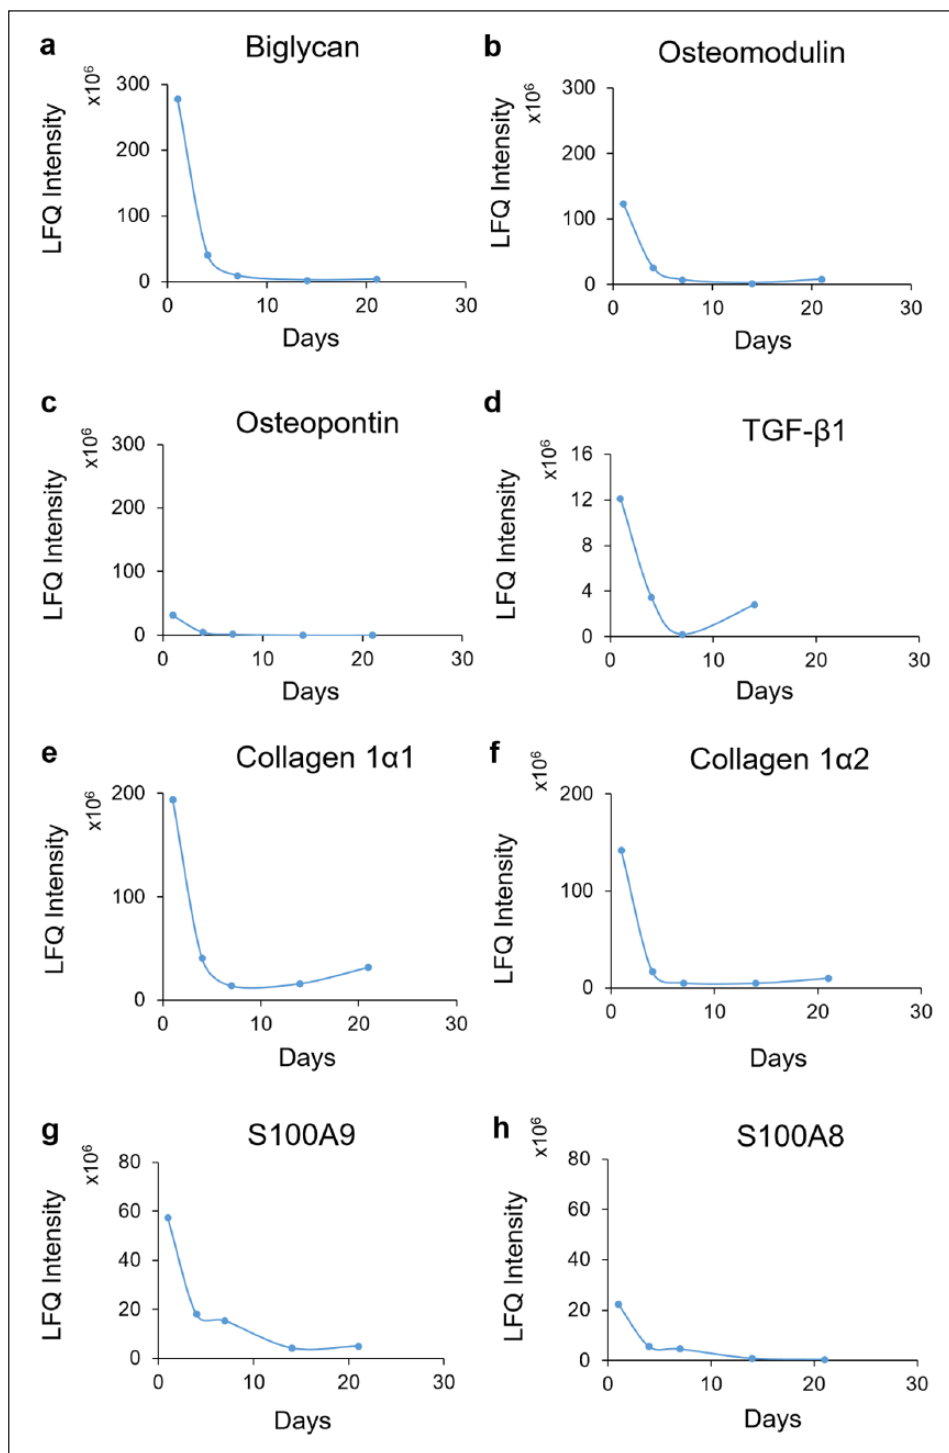 a
Biglycan
x10⁶
LFQ Intensity
300
200
100
0
0 10 20 30
Days
b
Osteomodulin
x10⁶
LFQ Intensity
300
200
100
0
0 10 20 30
Days
c
Osteopontin
x10⁶
LFQ Intensity
300
200
100
0
0 10 20 30
Days
d
TGF-β1
x10⁶
LFQ Intensity
16
12
8
4
0
0 10 20 30
Days
e
Collagen 1α1
x10⁶
LFQ Intensity
200
100
0
0 10 20 30
Days
f
Collagen 1α2
x10⁶
LFQ Intensity
200
100
0
0 10 20 30
Days
g
S100A9
x10⁶
LFQ Intensity
80
60
40
20
0
0 10 20 30
Days
h
S100A8
x10⁶
LFQ Intensity
80
60
40
20
0
0 10 20 30
Days